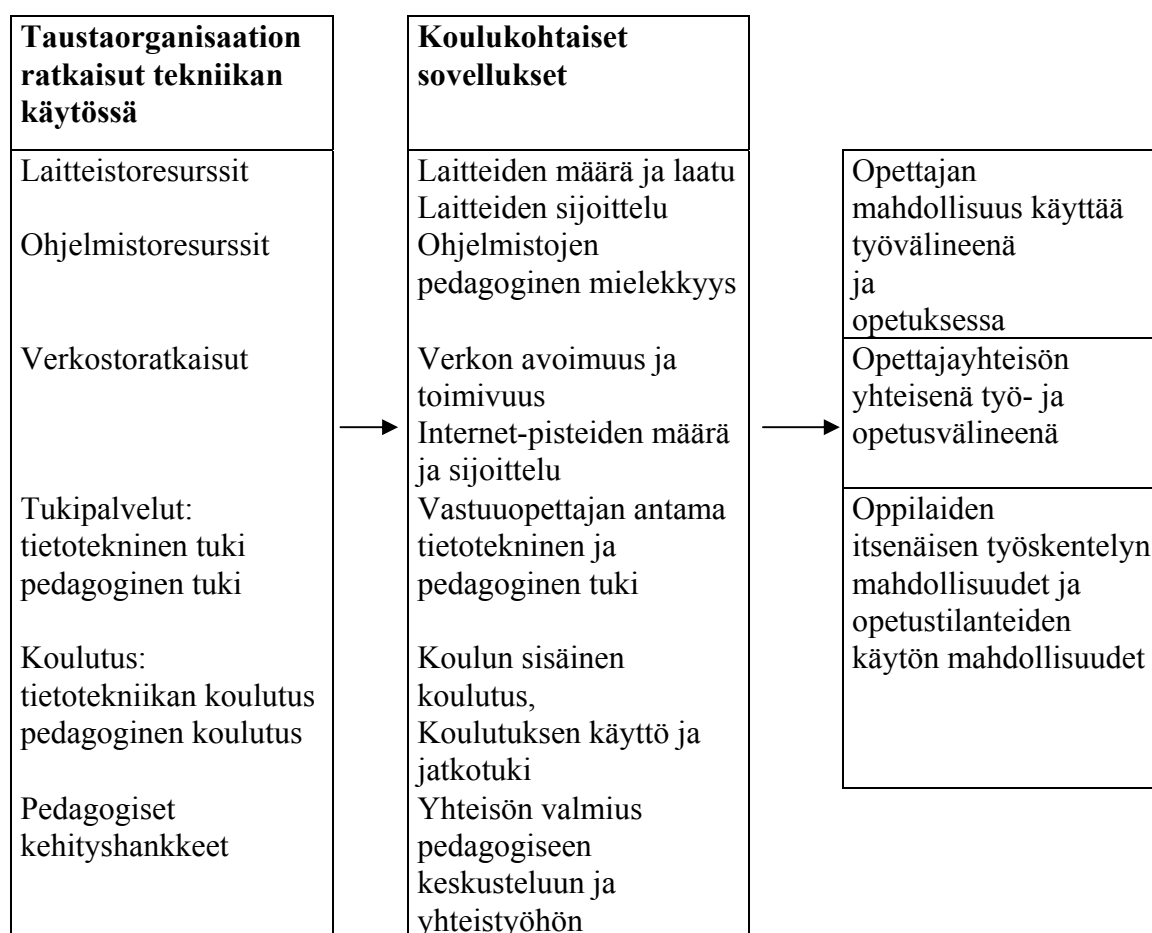 Taustaorganisaation
ratkaisut tekniikan
käytössä
Laitteistoresurssit
Ohjelmistoresurssit
Verkostoratkaisut
Tukipalvelut:
tietotekninen tuki
pedagoginen tuki
Koulutus:
tietotekniikan koulutus
pedagoginen koulutus
Pedagogiset
kehityshankkeet
Koulukohtaiset
sovellukset
Laitteiden määrä ja laatu
Laitteiden sijoittelu
Ohjelmistojen
pedagoginen mielekkyys
Verkon avoimuus ja
toimivuus
Internet-pisteiden määrä
ja sijoittelu
Vastuuopettajan antama
tietotekninen ja
pedagoginen tuki
Koulun sisäinen
koulutus,
Koulutuksen käyttö ja
jatkotuki
Yhteisön valmius
pedagogiseen
keskusteluun ja
yhteistyöhön
Opettajan
mahdollisuus käyttää
työvälineenä
ja
opetuksessa
Opettajayhteisön
yhteisenä työ- ja
opetusvälineenä
Oppilaiden
itsenäisen työskentelyn
mahdollisuudet ja
opetustilanteiden
käytön mahdollisuudet